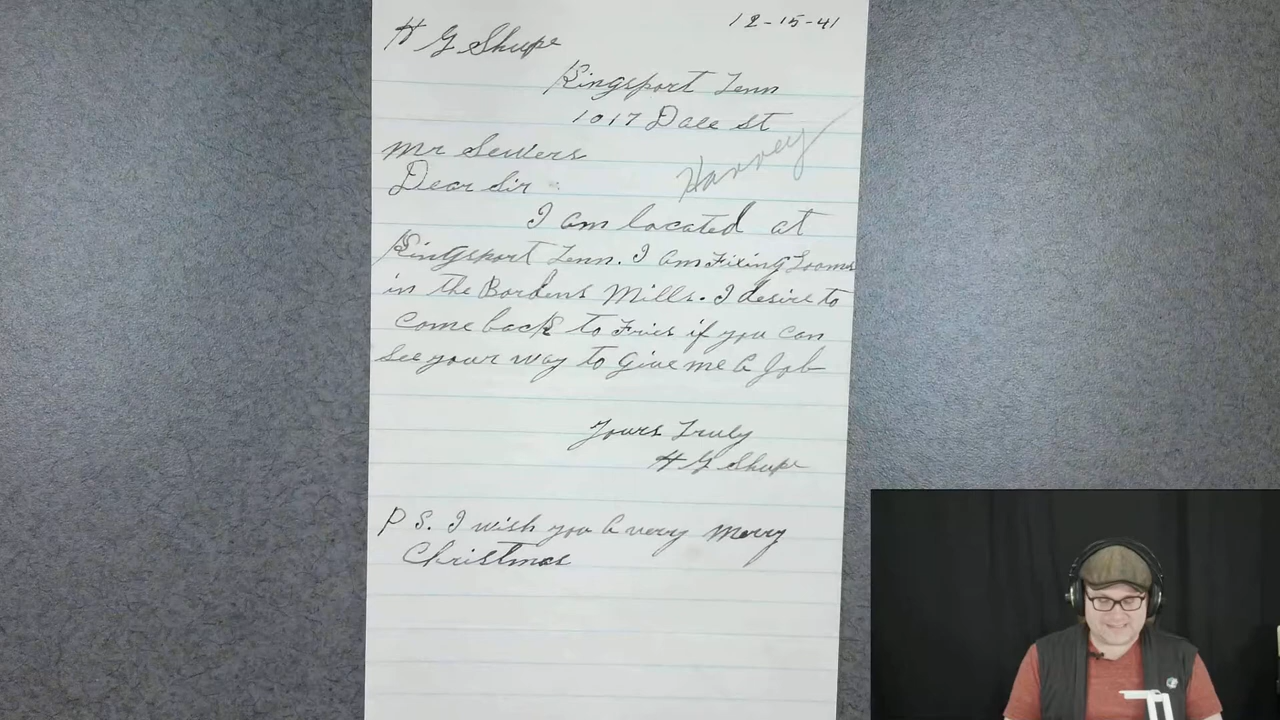 12-15-41
H G Shupe
Kingsport Tenn
1017 Dale St
Harvey
Mr Sewers
Dear Sir
I am located at
Kingsport Tenn. I am Fixing Looms
in the Bordens Mills. I desire to
come back to Fries if you can
see your way to Give me a Job
Yours Truly
H G Shupe
P S. I wish you a very merry
Christmas